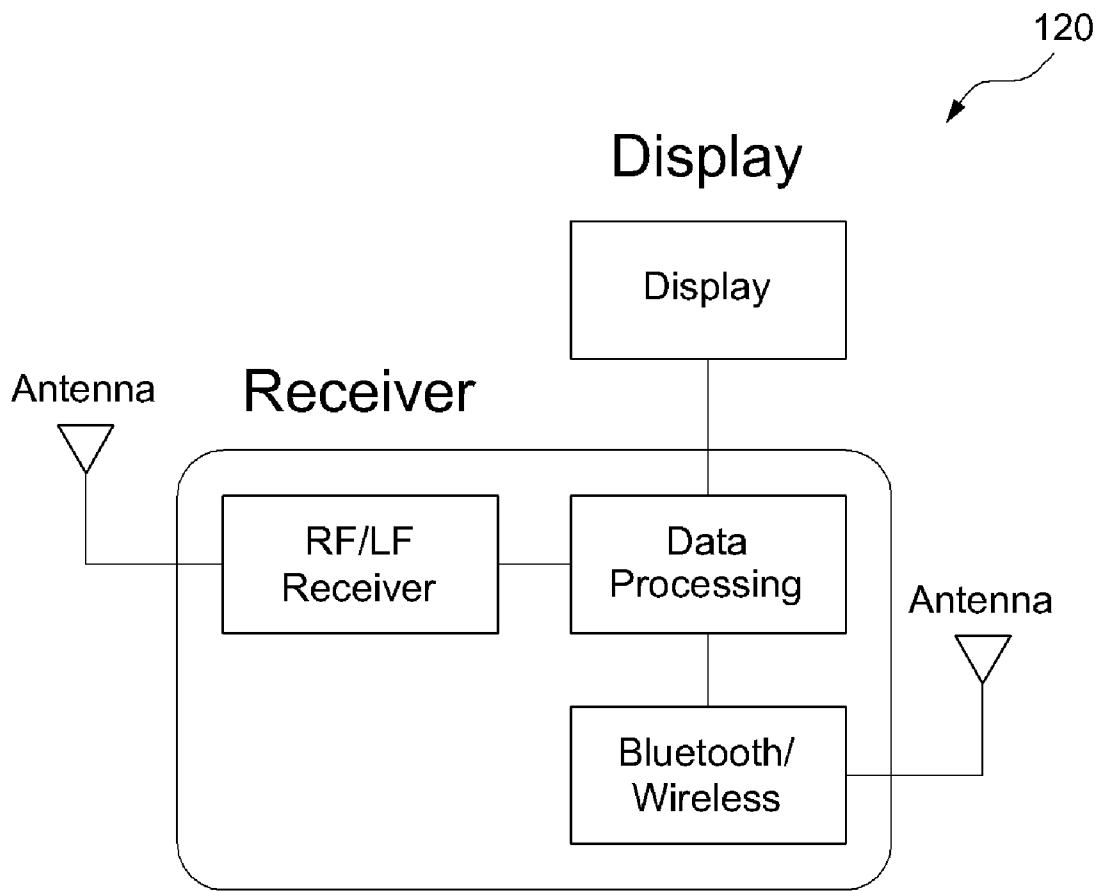 120
Display
Display
Antenna
Receiver
RF/LF
Receiver
Data
Processing
Antenna
Bluetooth/
Wireless